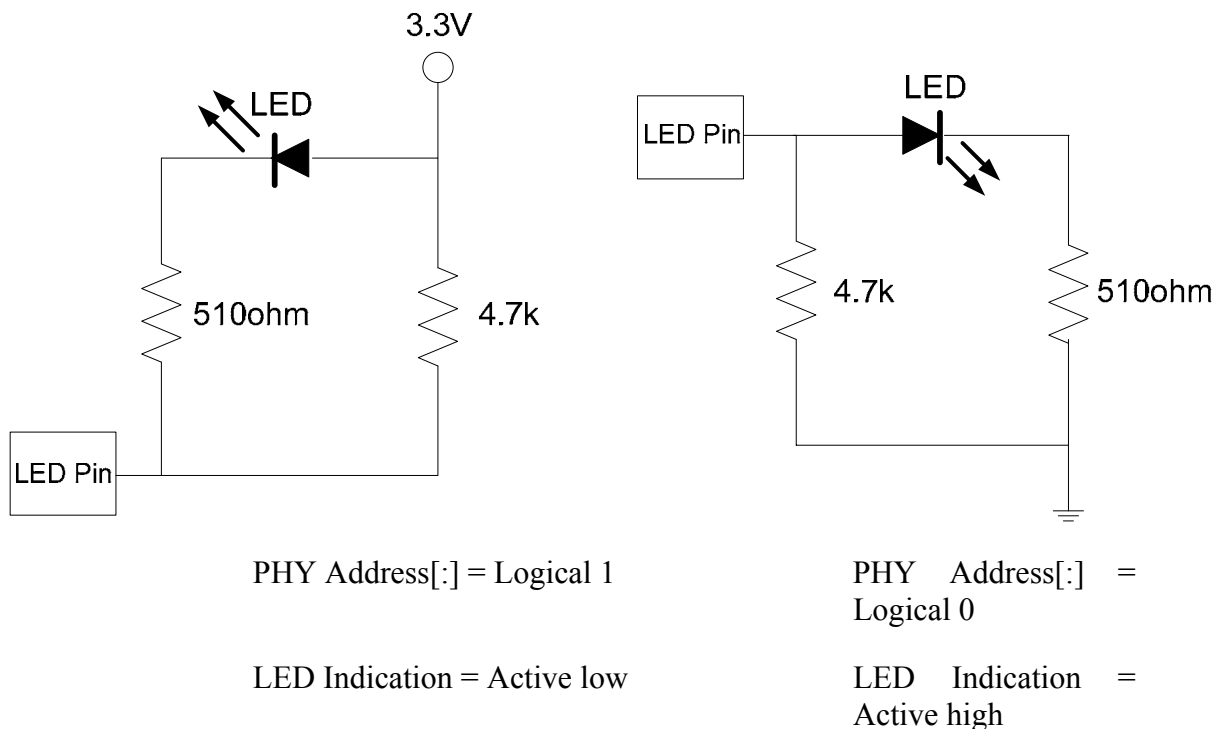 3.3V
LED
LED
LED Pin
510ohm
4.7k
4.7k
510ohm
LED Pin
PHY Address[:] = Logical 1
PHY Address[:] =
Logical 0
LED Indication = Active low
LED Indication =
Active high